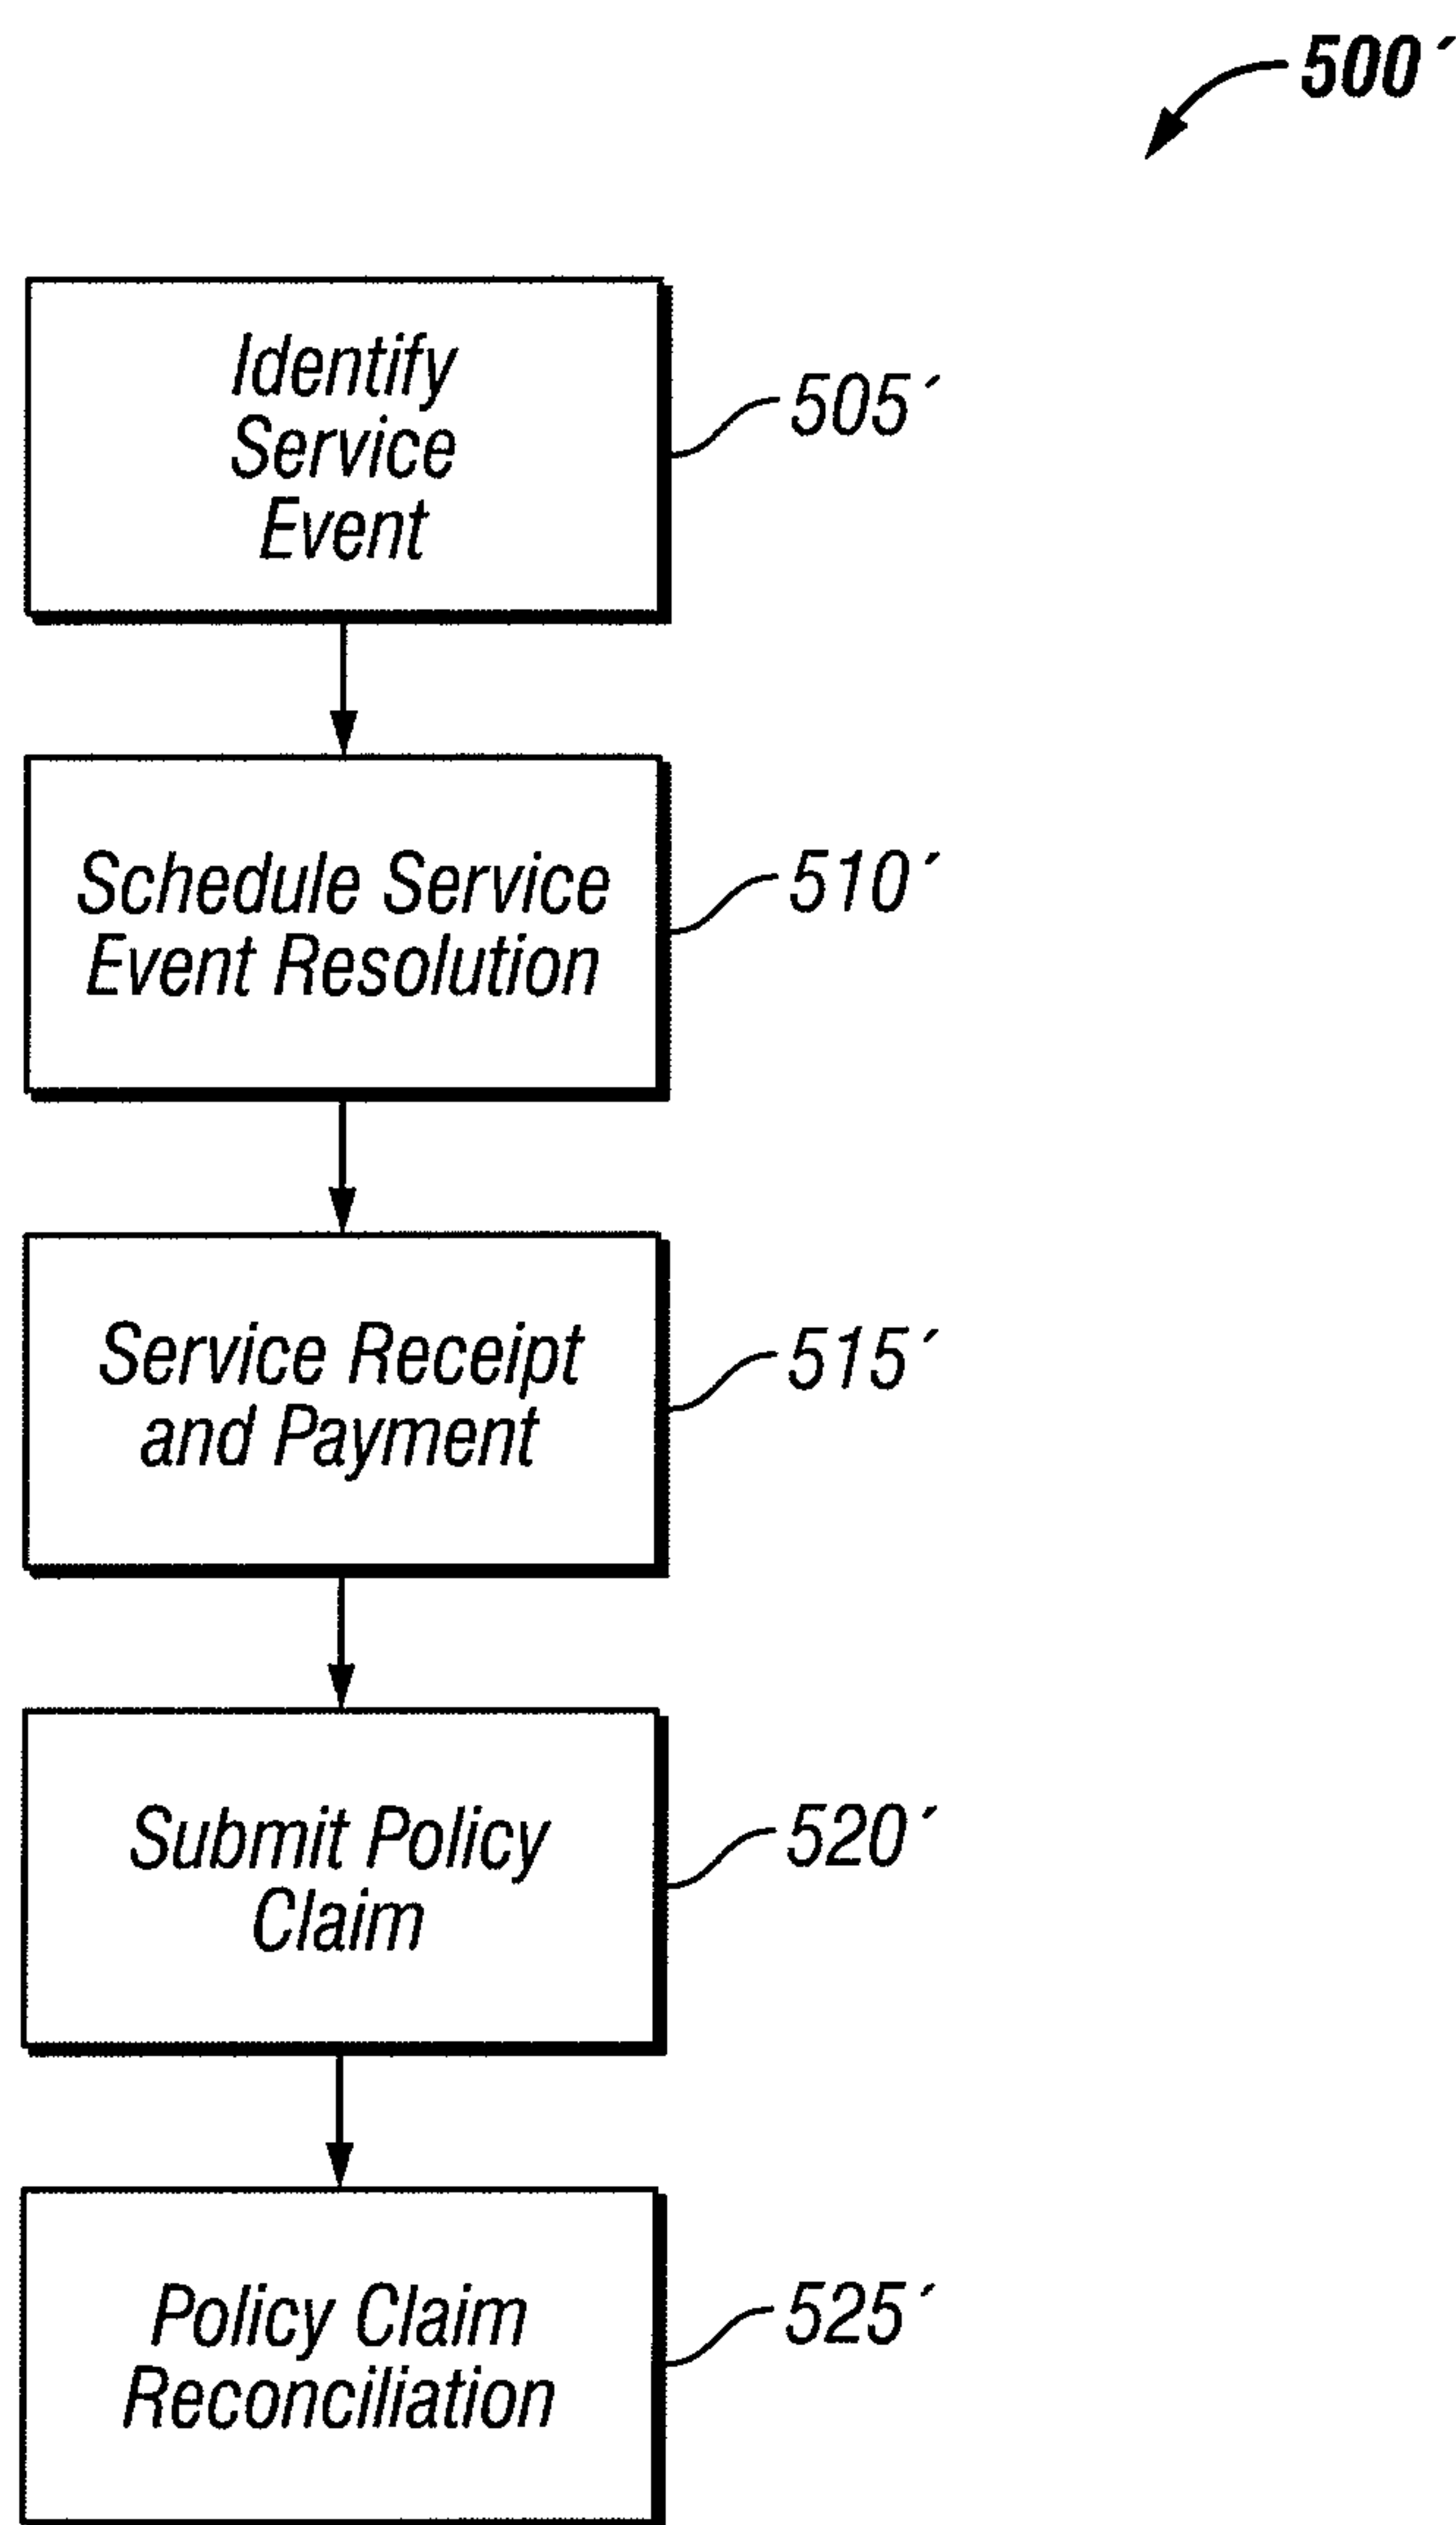 500´
Identify
Service
Event
505´
Schedule Service
Event Resolution
510´
Service Receipt
and Payment
515´
Submit Policy
Claim
520´
Policy Claim
Reconciliation
525´